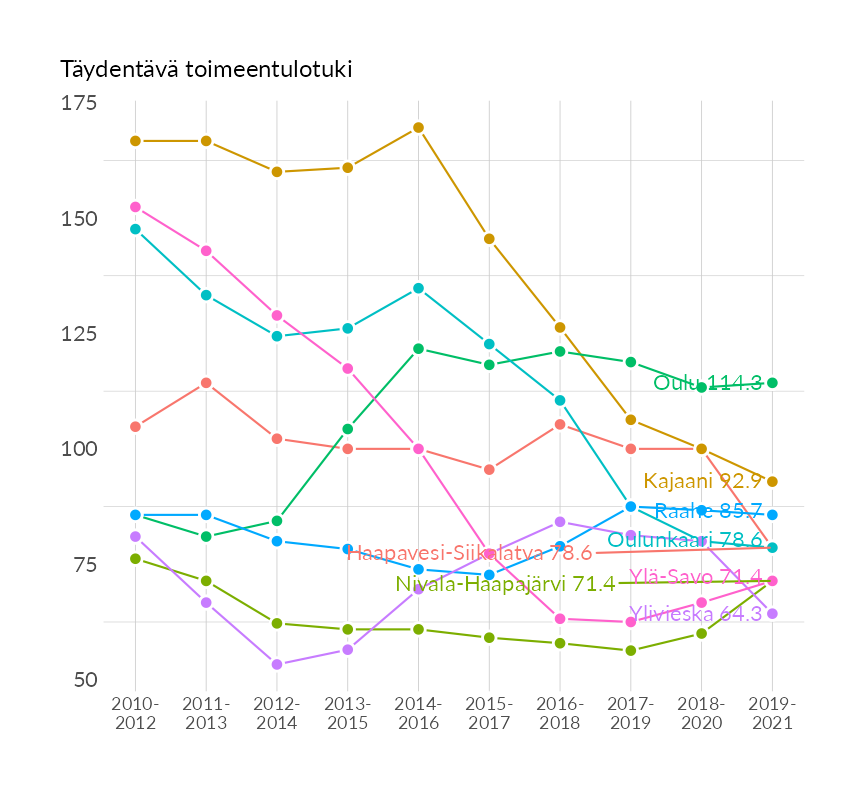 Täydentävä toimeentulotuki
175
150
125
Oulu 114.3
100
Kajaani 92.9
Raahe 85.7
Oulunkaari 78.6
Haapavesi-Siikalatva 78.6
75
Ylä-Savo 71.4
Nivala-Haapajärvi 71.4
Ylivieska 64.3
50
2010- 2011- 2012- 2013- 2014- 2015- 2016- 2017- 2018- 2019-
2012 2013 2014 2015 2016 2017 2018 2019 2020 2021